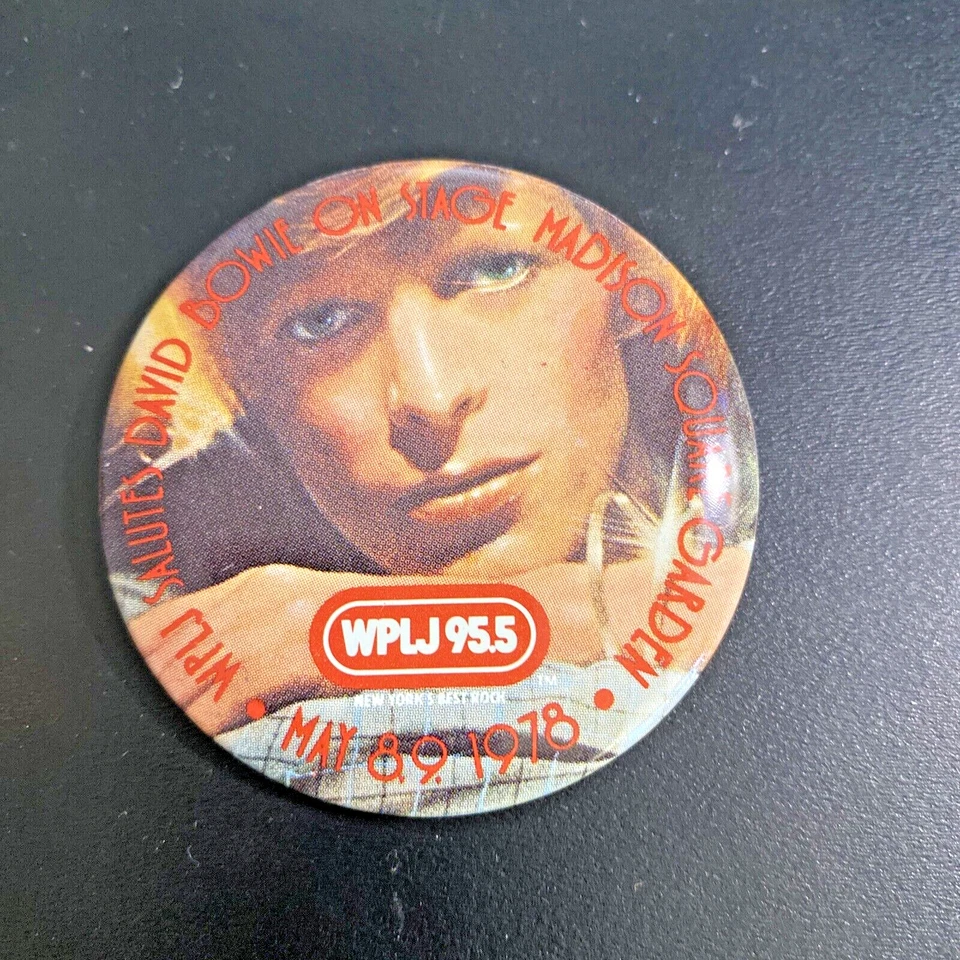 WPLJ SALUTES DAVID BOWIE ON STAGE MADISON SQUARE GARDEN
WPLJ 95.5
TM
NEW YORK'S BEST ROCK
• MAY 8,9, 1978 •